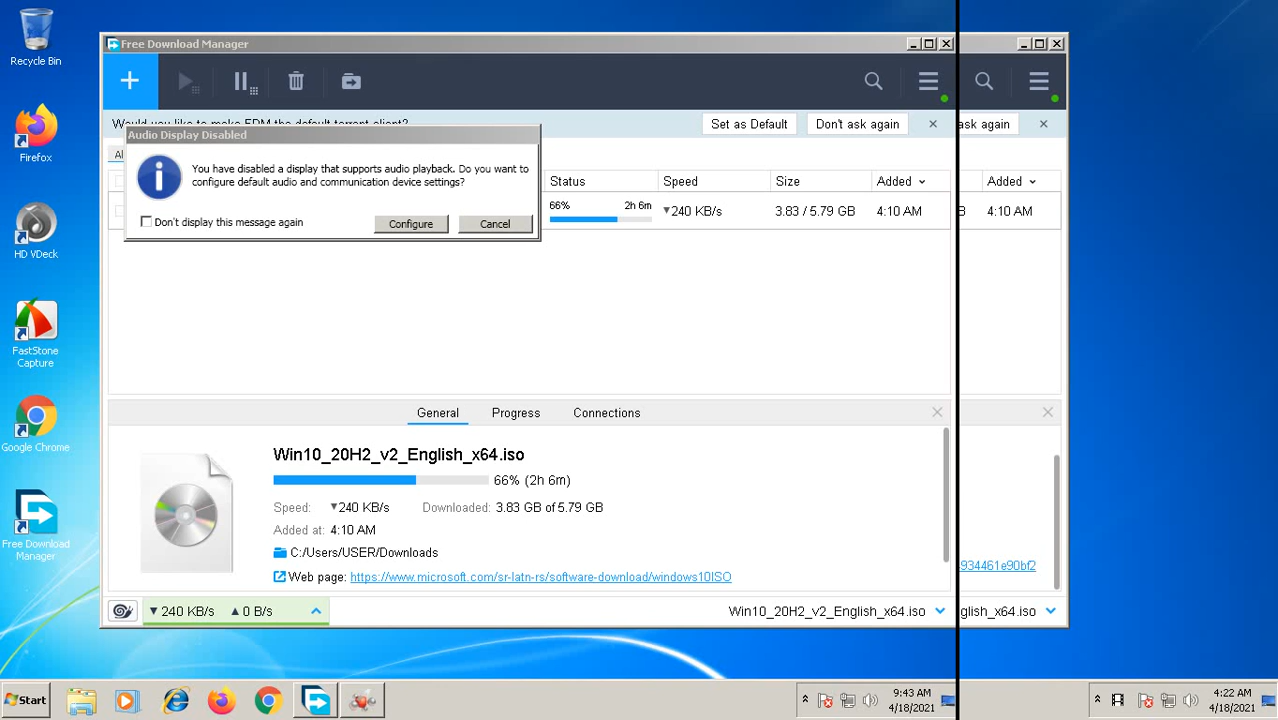 Recycle Bin
Firefox
HD VDeck
FastStone
Capture
Google Chrome
Free Download
Manager
Free Download Manager
Would you like to make FDM the default torrent client?
Set as Default
Don't ask again
ask again
Audio Display Disabled
You have disabled a display that supports audio playback. Do you want to
configure default audio and communication device settings?
Don't display this message again
Configure
Cancel
Al
Status
Speed
Size
Added
Added
66%
2h 6m
240 KB/s
3.83 / 5.79 GB
4:10 AM
B
4:10 AM
General
Progress
Connections
Win10_20H2_v2_English_x64.iso
66% (2h 6m)
Speed:
240 KB/s
Downloaded: 3.83 GB of 5.79 GB
Added at: 4:10 AM
C:/Users/USER/Downloads
Web page: https://www.microsoft.com/sr-latn-rs/software-download/windows10ISO
934461e90bf2
240 KB/s
0 B/s
Win10_20H2_v2_English_x64.iso
glish_x64.iso
Start
9:43 AM
4/18/2021
4:22 AM
4/18/2021